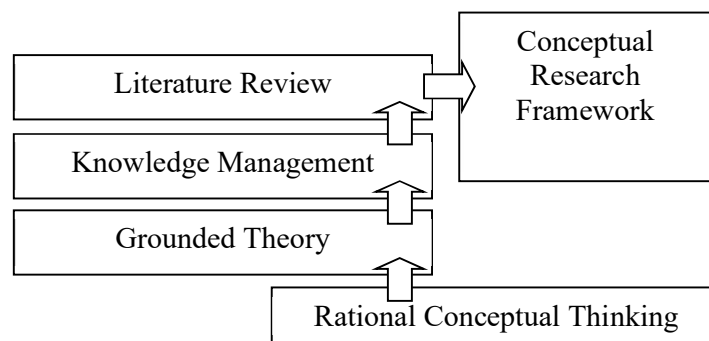 Literature Review
Conceptual
Research
Framework
Knowledge Management
Grounded Theory
Rational Conceptual Thinking